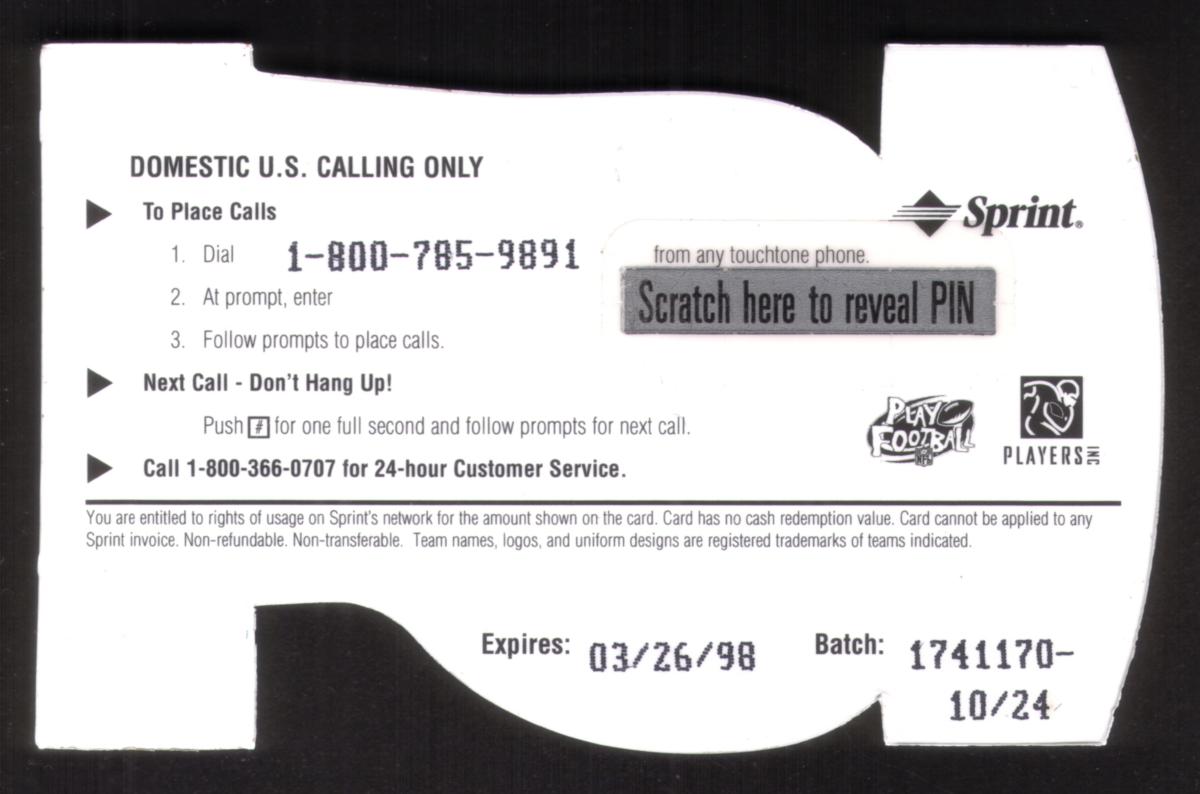 DOMESTIC U.S. CALLING ONLY
To Place Calls
Sprint®
1. Dial 1-800-785-9891 from any touchtone phone.
2. At prompt, enter Scratch here to reveal PIN
3. Follow prompts to place calls.
Next Call - Don't Hang Up!
Push # for one full second and follow prompts for next call.
PLAY
FOOTBALL
NFL
PLAYERS INC
Call 1-800-366-0707 for 24-hour Customer Service.
You are entitled to rights of usage on Sprint's network for the amount shown on the card. Card has no cash redemption value. Card cannot be applied to any
Sprint invoice. Non-refundable. Non-transferable. Team names, logos, and uniform designs are registered trademarks of teams indicated.
Expires: 03/26/98 Batch: 1741170-
10/24